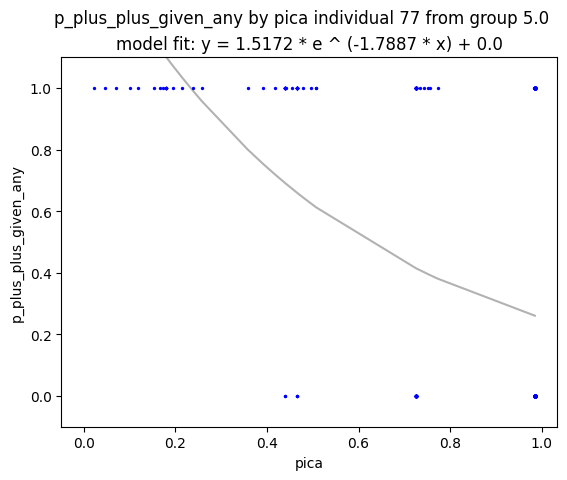 p_plus_plus_given_any by pica individual 77 from group 5.0
model fit: y = 1.5172 * e ^ (-1.7887 * x) + 0.0
1.0
0.8
0.6
0.4
0.2
0.0
p_plus_plus_given_any
0.0 0.2 0.4 0.6 0.8 1.0
pica